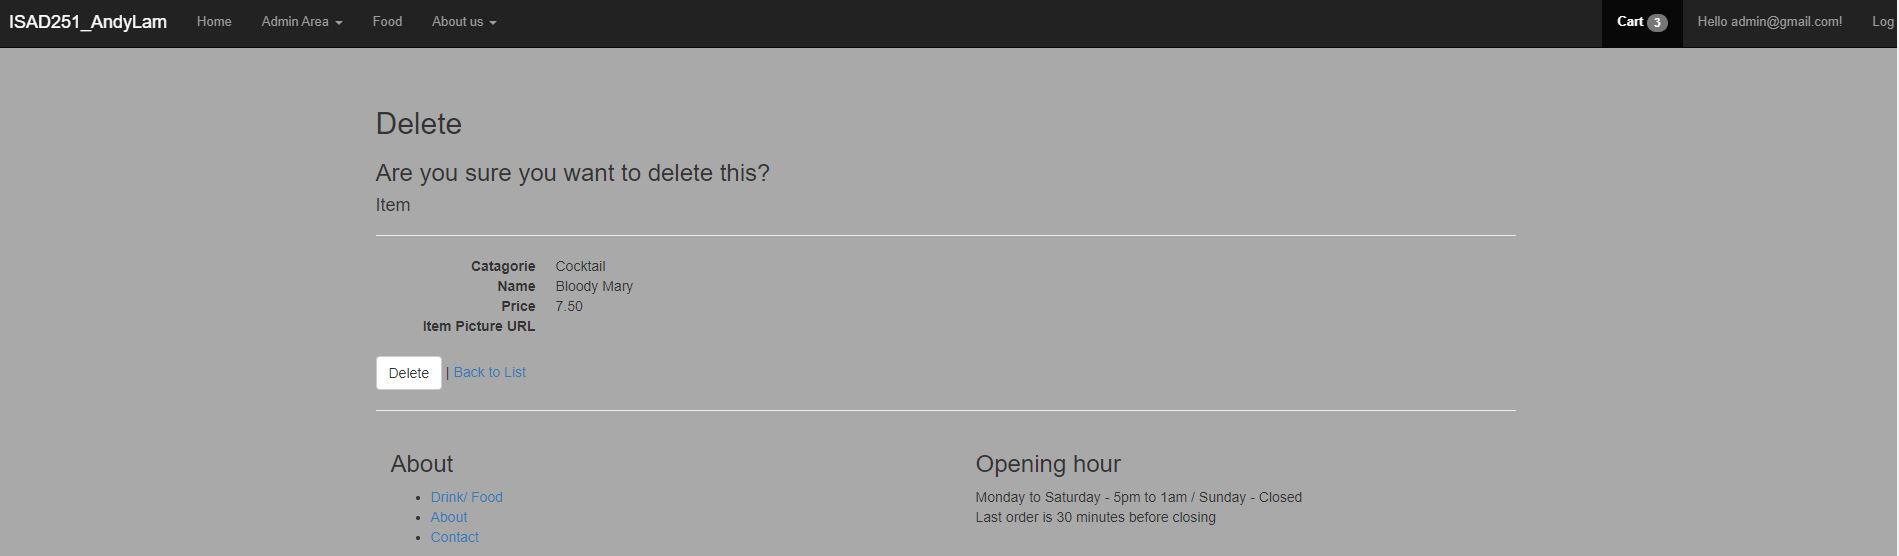 ISAD251_AndyLam Home Admin Area Food About us Cart 3 Hello admin@gmail.com! Log
Delete
Are you sure you want to delete this?
Item
Catagorie Cocktail
Name Bloody Mary
Price 7.50
Item Picture URL
Delete | Back to List
About
Drink/ Food
About
Contact
Opening hour
Monday to Saturday - 5pm to 1am / Sunday - Closed
Last order is 30 minutes before closing